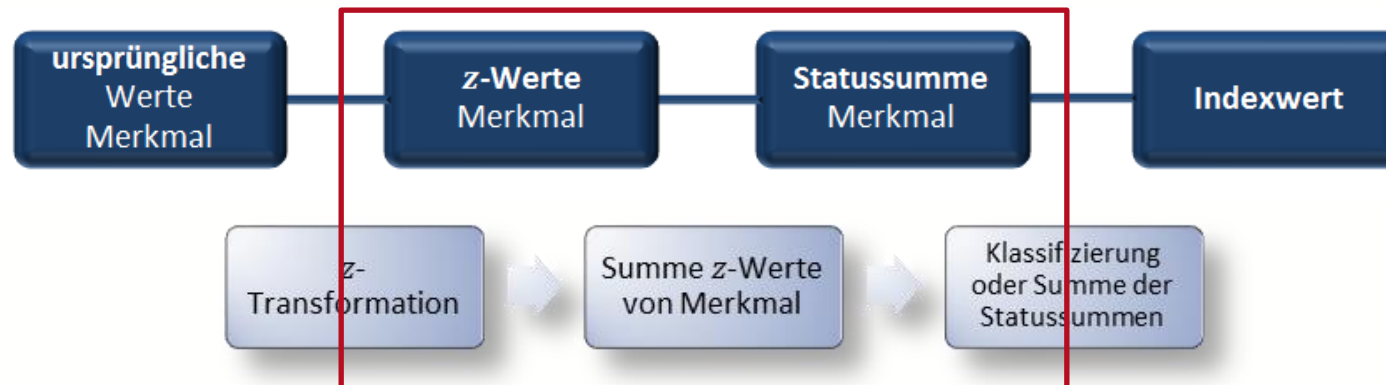 ursprüngliche
Werte
Merkmal
z-Werte
Merkmal
Statussumme
Merkmal
Indexwert
z-
Transformation
Summe z-Werte
von Merkmal
Klassifizierung
oder Summe der
Statussummen